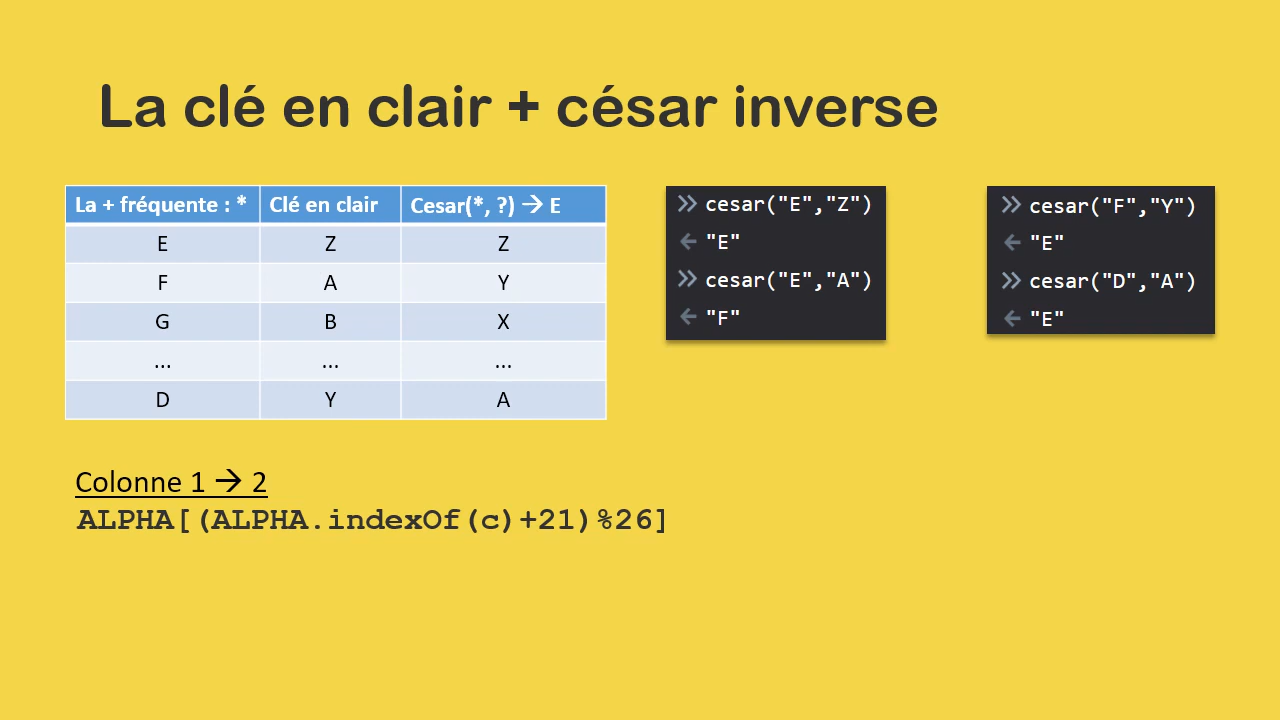 La clé en clair + césar inverse
La + fréquente : * Clé en clair Cesar(*, ?) → E
E Z Z
F A Y
G B X
... ... ...
D Y A
>> cesar("E","Z")
← "E"
>> cesar("E","A")
← "F"
>> cesar("F","Y")
← "E"
>> cesar("D","A")
← "E"
Colonne 1 → 2
ALPHA[(ALPHA.indexOf(c)+21)%26]